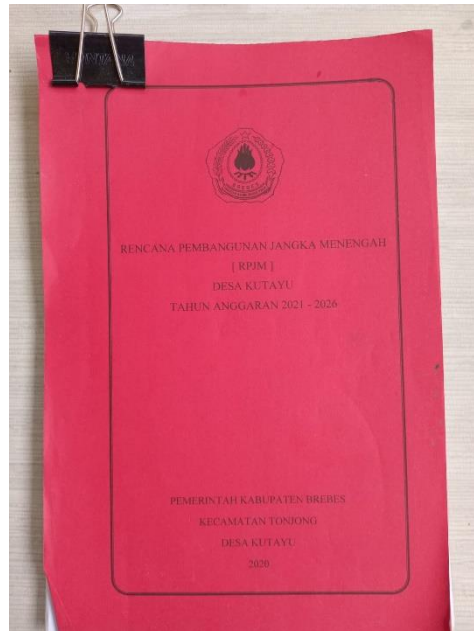 BREBES
RENCANA PEMBANGUNAN JANGKA MENENGAH
[ RPJM ]
DESA KUTAYU
TAHUN ANGGARAN 2021 - 2026
PEMERINTAH KABUPATEN BREBES
KECAMATAN TONJONG
DESA KUTAYU
2020